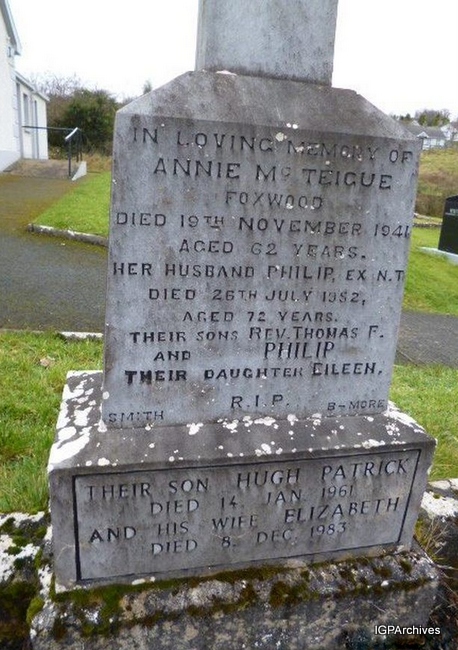 IN LOVING MEMORY OF
ANNIE Mc TEIGUE
FOXWOOD
DIED 19TH NOVEMBER 1941
AGED 62 YEARS.
HER HUSBAND PHILIP, EX N.T
DIED 26TH JULY 1952,
AGED 72 YEARS.
THEIR SONS REV. THOMAS F.
AND PHILIP
THEIR DAUGHTER EILEEN.
R.I.P.
SMITH B-MORE
THEIR SON HUGH PATRICK
DIED 14. JAN. 1961
AND HIS WIFE ELIZABETH
DIED 8. DEC. 1983
IGPArchives